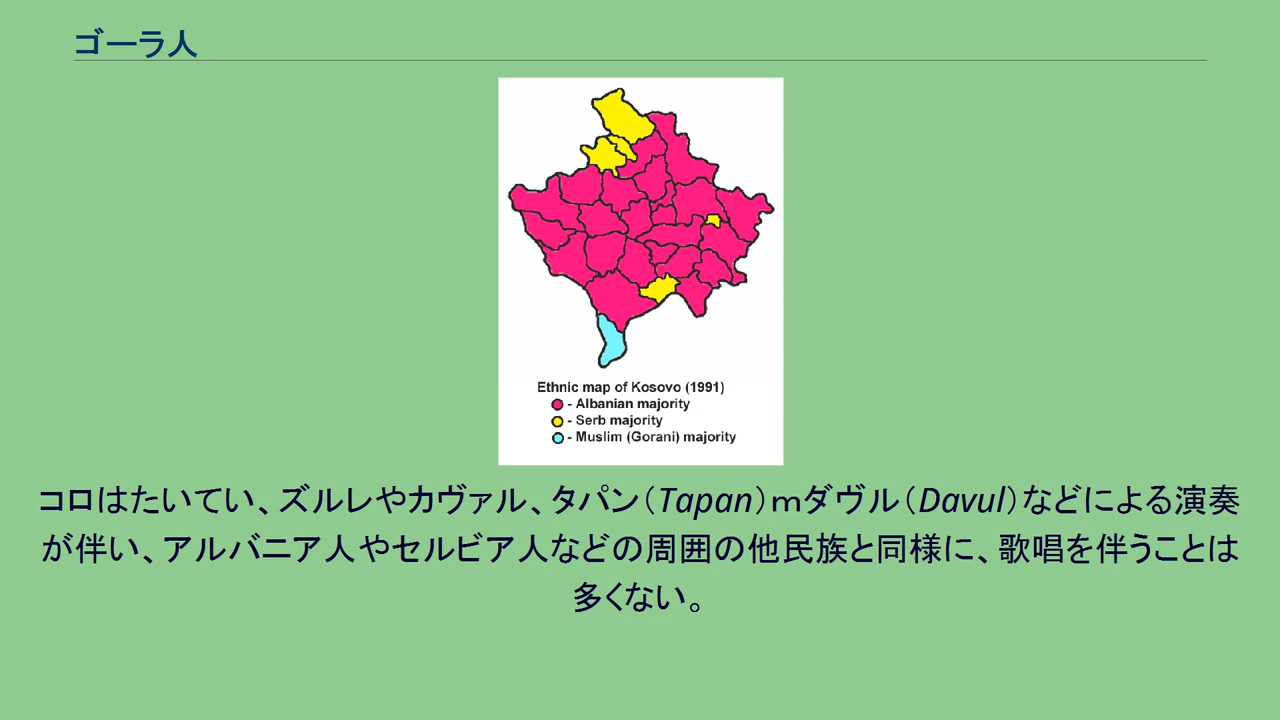 ゴーラ人
Ethnic map of Kosovo (1991)
- Albanian majority
- Serb majority
- Muslim (Gorani) majority
コロはたいてい、ズルレやカヴァル、タパン（Tapan）ｍダヴル（Davul）などによる演奏
が伴い、アルバニア人やセルビア人などの周囲の他民族と同様に、歌唱を伴うことは
多くない。